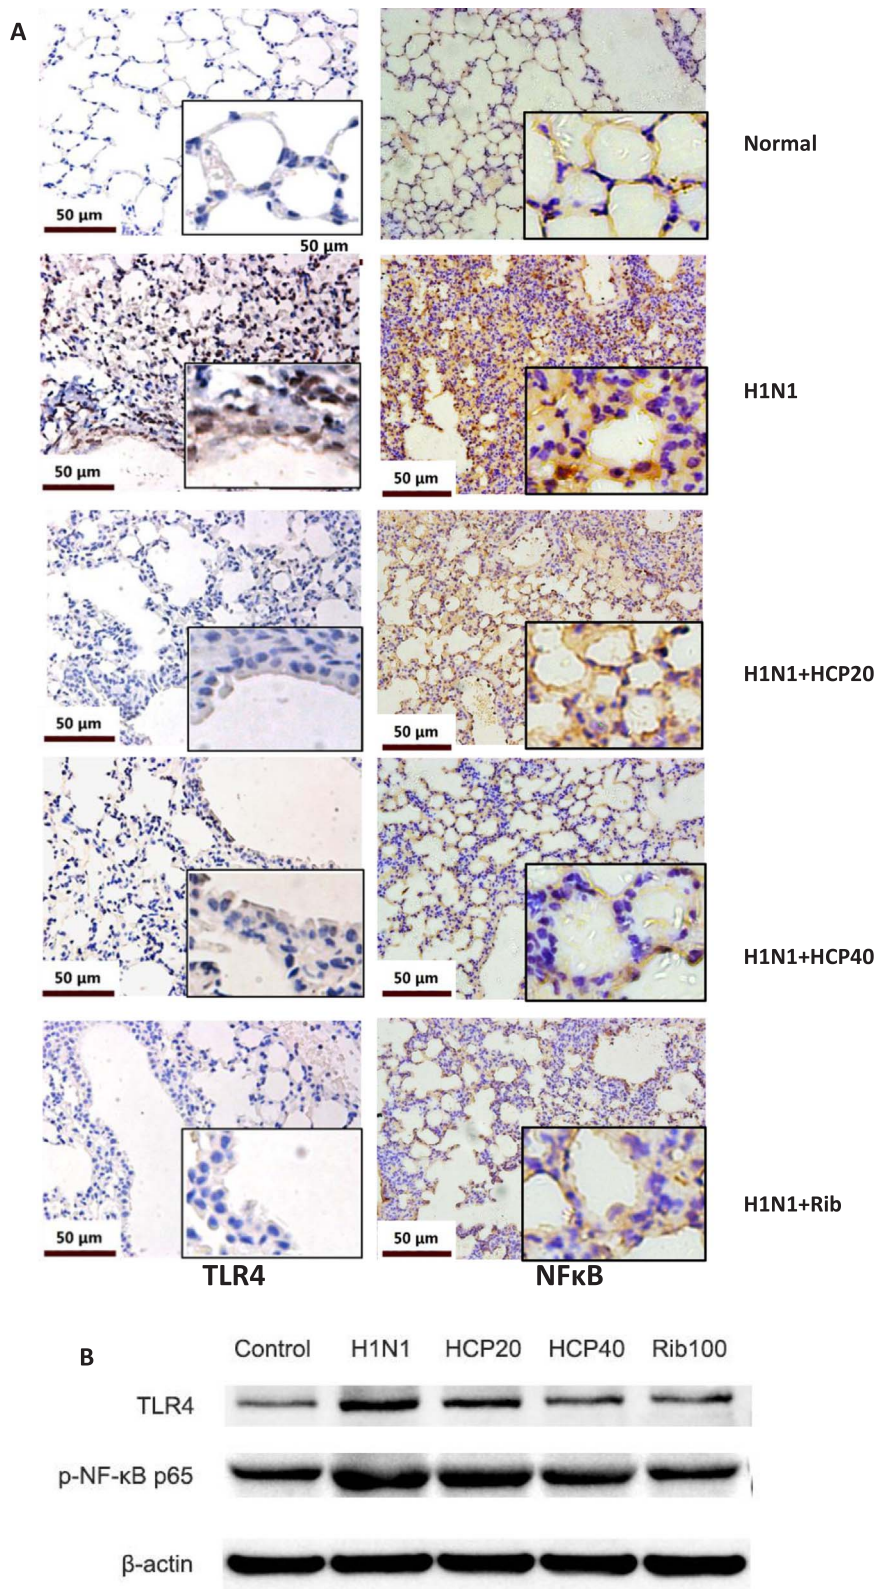 A
Normal
50 µm
50 µm
H1N1
50 µm
50 µm
H1N1+HCP20
50 µm
50 µm
H1N1+HCP40
50 µm
50 µm
H1N1+Rib
50 µm
50 µm
TLR4 NFκB
B Control H1N1 HCP20 HCP40 Rib100
TLR4
p-NF-κB p65
β-actin